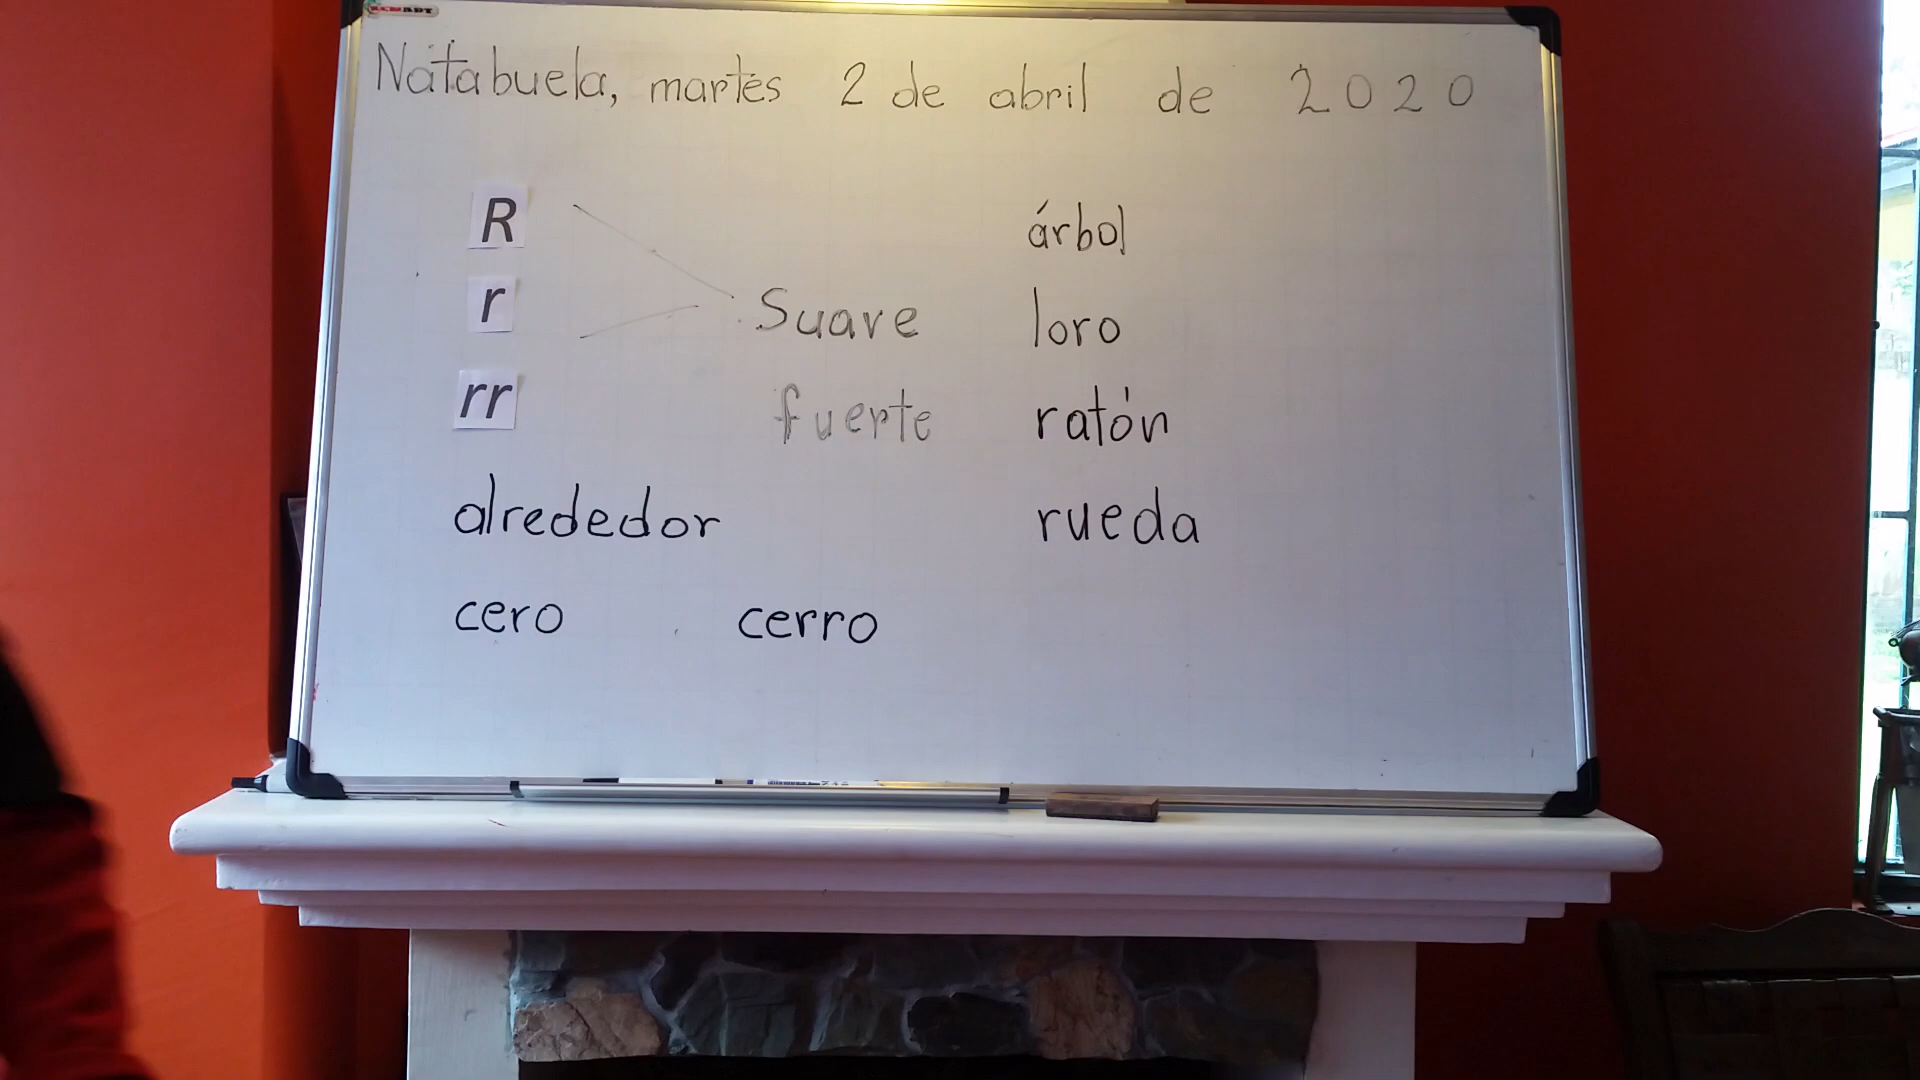 Natabuela, martes 2 de abril de 2020
R
árbol
r
Suave
loro
rr
fuerte
ratón
alrededor
rueda
cero
cerro